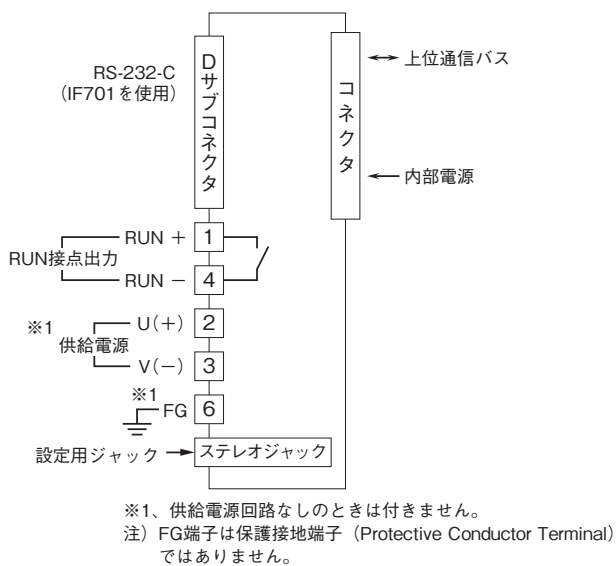 RS-232-C
（IF701を使用）
Dサブコネクタ
コネクタ
上位通信バス
内部電源
RUN接点出力
RUN ＋
1
RUN －
4
※1
供給電源
U（＋）
2
V（－）
3
※1
FG
6
設定用ジャック
ステレオジャック
※1、供給電源回路なしのときは付きません。
注）FG端子は保護接地端子（Protective Conductor Terminal）
ではありません。